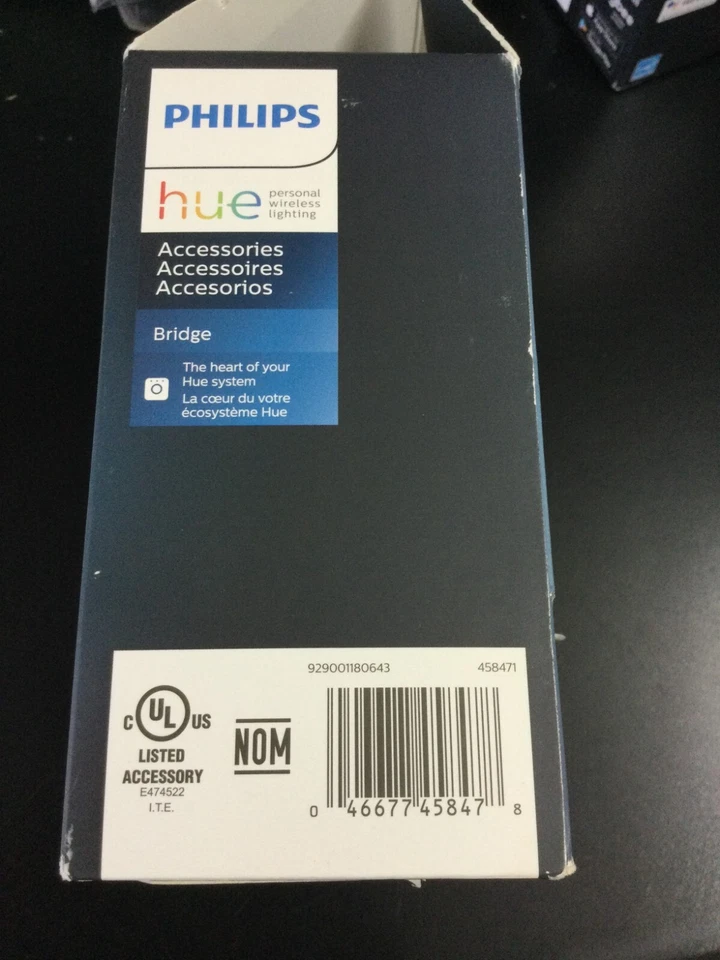 PHILIPS
hue personal
wireless
lighting
Accessories
Accessoires
Accesorios
Bridge
The heart of your
Hue system
La cœur du votre
écosystème Hue
929001180643 458471
C UL US
LISTED
ACCESSORY
E474522
I.T.E.
NOM
0 46677 45847 8